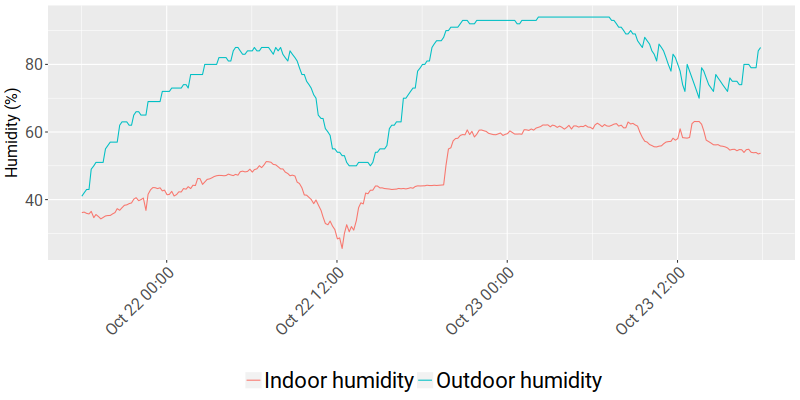 Humidity (%)
80
60
40
Oct 22 00:00
Oct 22 12:00
Oct 23 00:00
Oct 23 12:00
Indoor humidity
Outdoor humidity